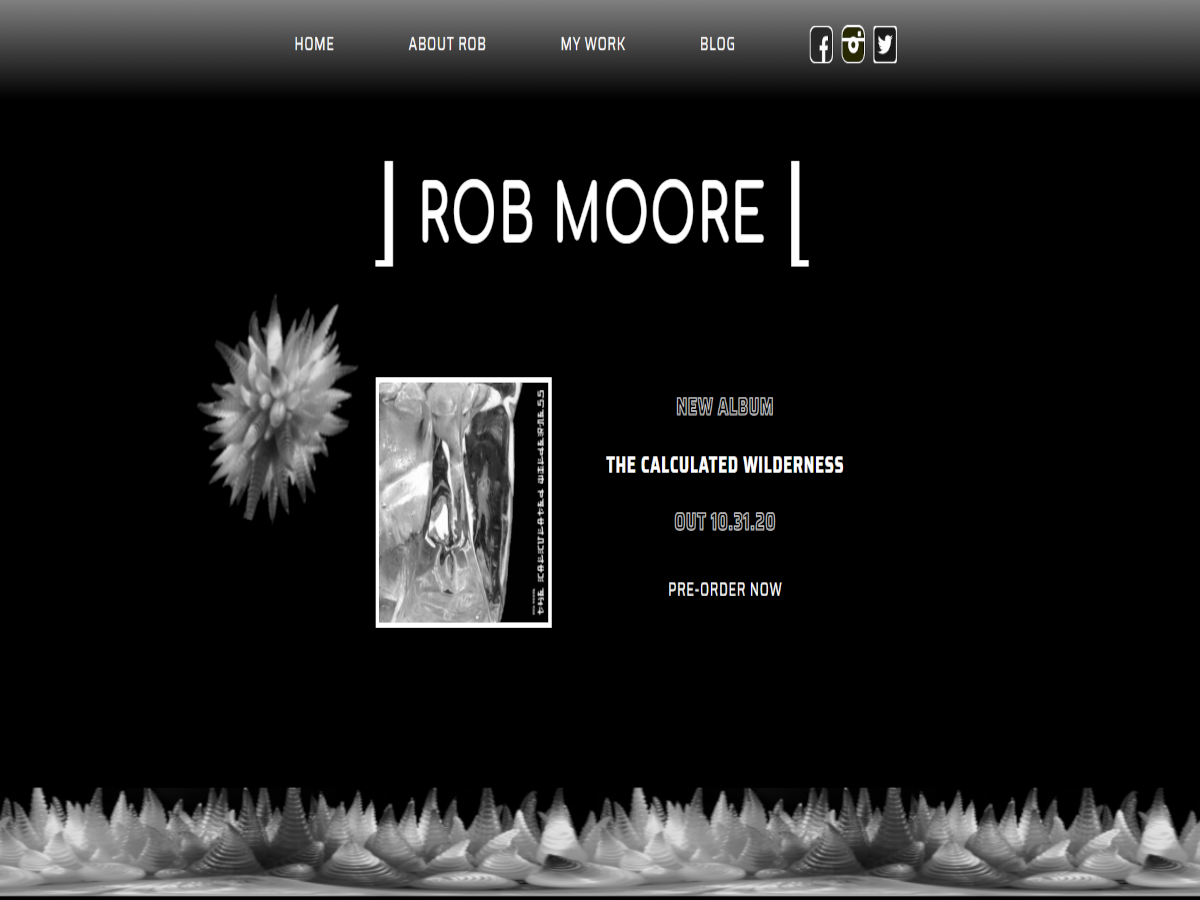 HOME ABOUT ROB MY WORK BLOG
ROB MOORE
THE CALCULATED WILDERNESS
NEW ALBUM
THE CALCULATED WILDERNESS
OUT 10.31.20
PRE-ORDER NOW